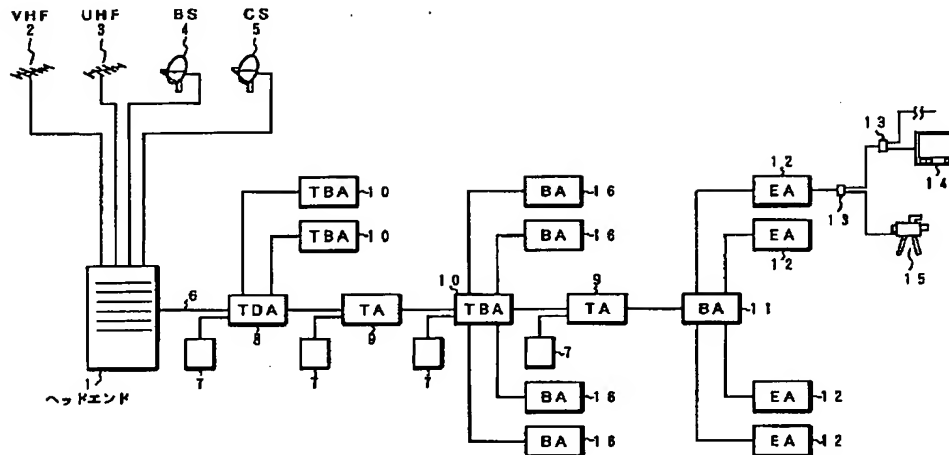 VHF
2
UHF
3
BS
4
CS
5
1
ヘッドエンド
6
7
TDA
8
TBA
10
TBA
10
7
TA
9
7
10
TBA
BA
16
BA
16
BA
16
BA
16
9
TA
7
BA
11
12
EA
EA
12
EA
12
EA
12
13
13
14
15